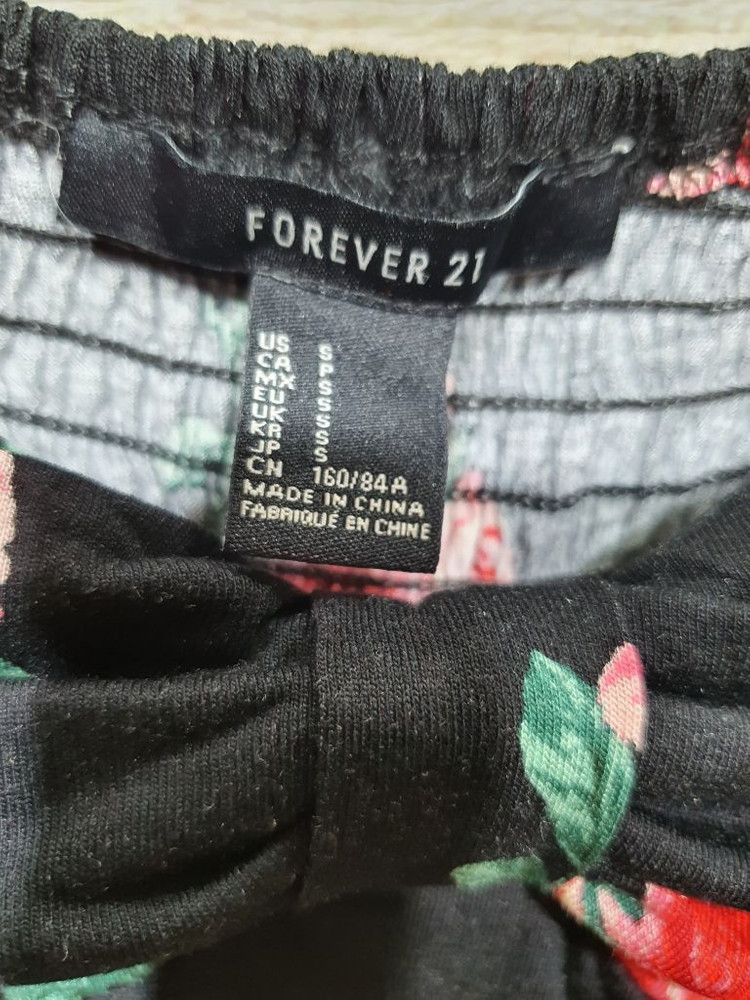 FOREVER 21
US S
CA P
MX S
EU S
UK S
KR S
JP S
CN 160/84A
MADE IN CHINA
FABRIQUÉ EN CHINE